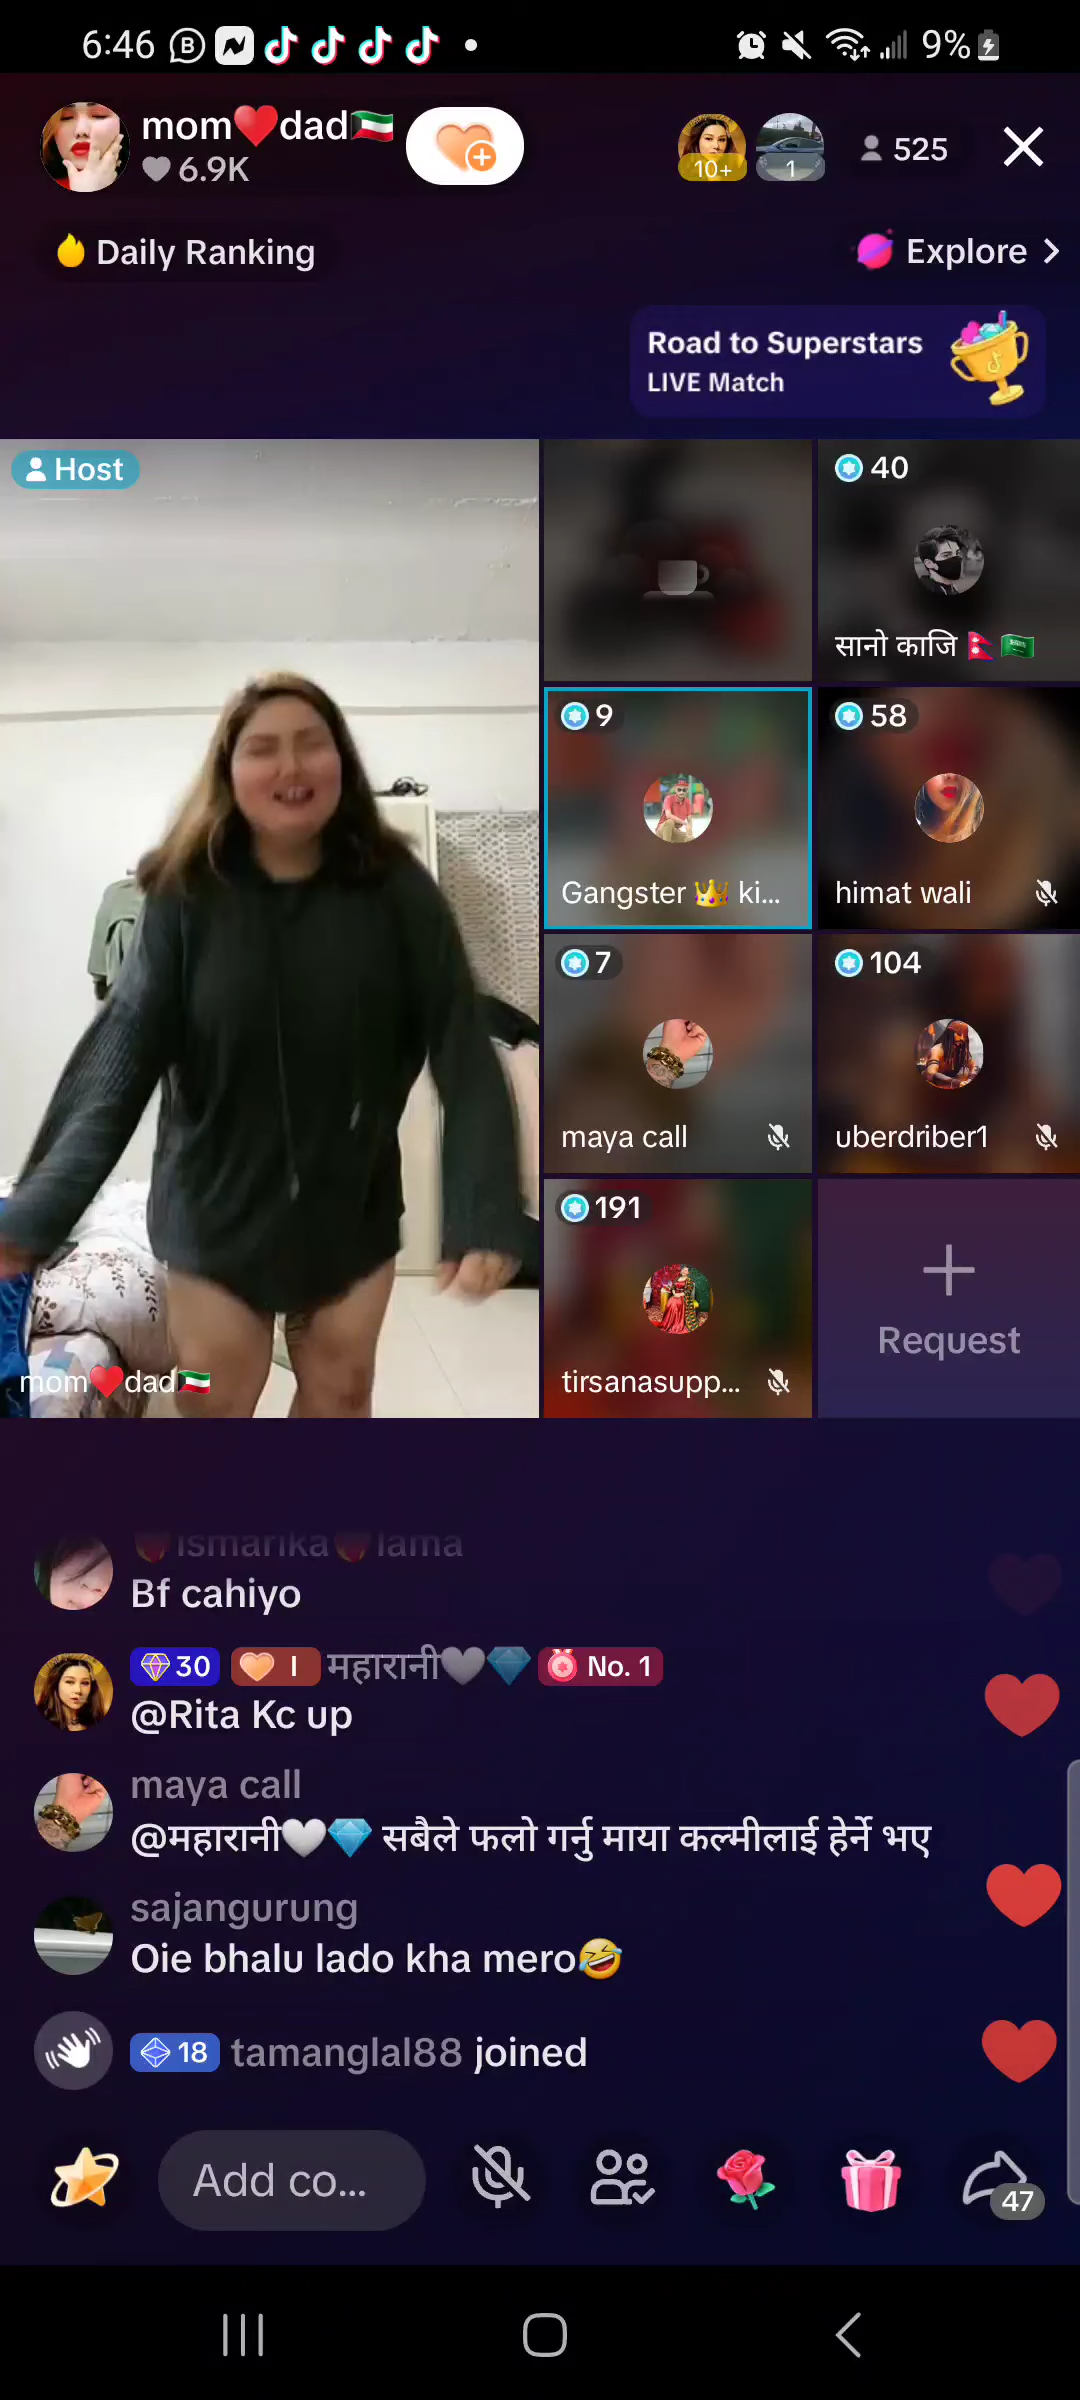 6:46
9%
mom❤️dad🇰🇼
6.9K
10+
1
525
Daily Ranking
Explore
Road to Superstars
LIVE Match
Host
mom❤️dad🇰🇼
40
सानो काजि 🇳🇵🇸🇦
9
Gangster 👑 ki...
58
himat wali
7
maya call
104
uberdriber1
191
tirsanasupp...
Request
ismarika lama
Bf cahiyo
30 I महारानी🤍💎 No. 1
@Rita Kc up
maya call
@महारानी🤍💎 सबैले फलो गर्नु माया कल्मीलाई हेर्ने भए
sajangurung
Oie bhalu lado kha mero🤣
18 tamanglal88 joined
Add co...
47